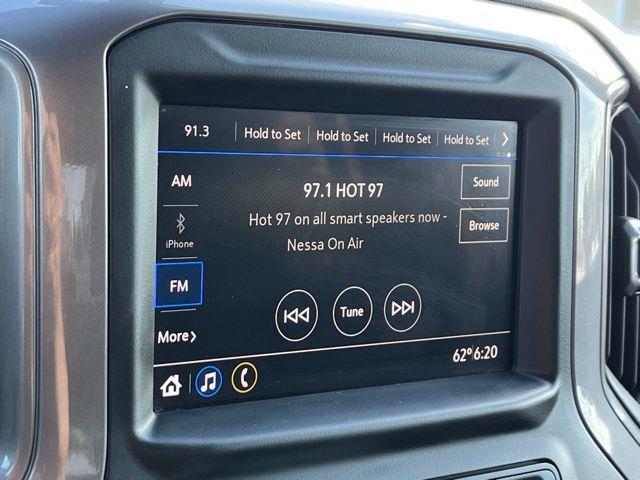 91.3 Hold to Set Hold to Set Hold to Set Hold to Set
AM
97.1 HOT 97
Sound
Hot 97 on all smart speakers now -
Nessa On Air
Browse
iPhone
FM
Tune
More
62° 6:20